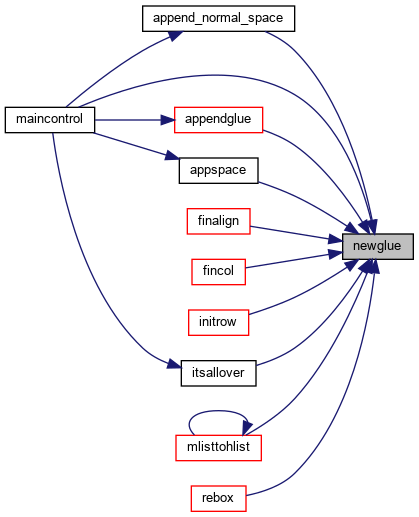 append_normal_space
maincontrol
appendglue
appspace
finalign
newglue
fincol
initrow
itsallover
mlisttohlist
rebox